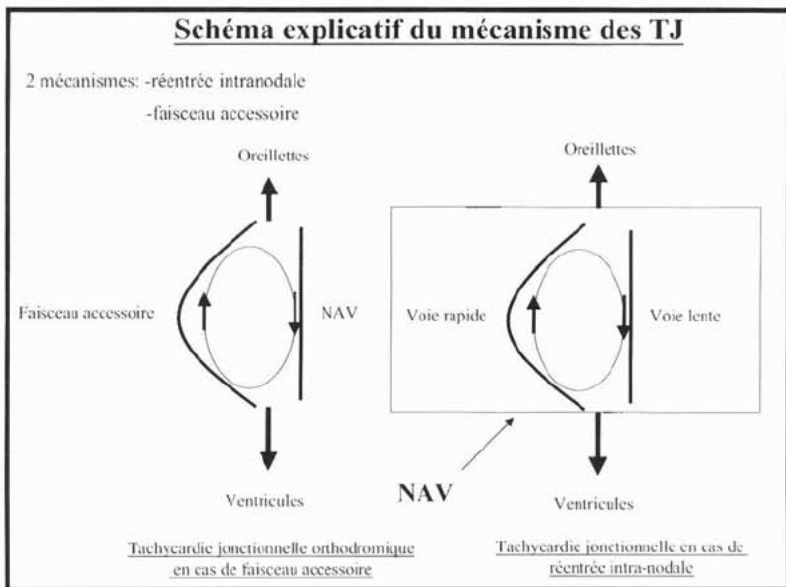 Schéma explicatif du mécanisme des TJ
2 mécanismes: -réentrée intranodale
-faisceau accessoire
Oreillettes
Faisceau accessoire
NAV
Ventricules
Tachycardie jonctionnelle orthodromique
en cas de faisceau accessoire
Oreillettes
Voie rapide
Voie lente
NAV
Ventricules
Tachycardie jonctionnelle en cas de
réentrée intra-nodale